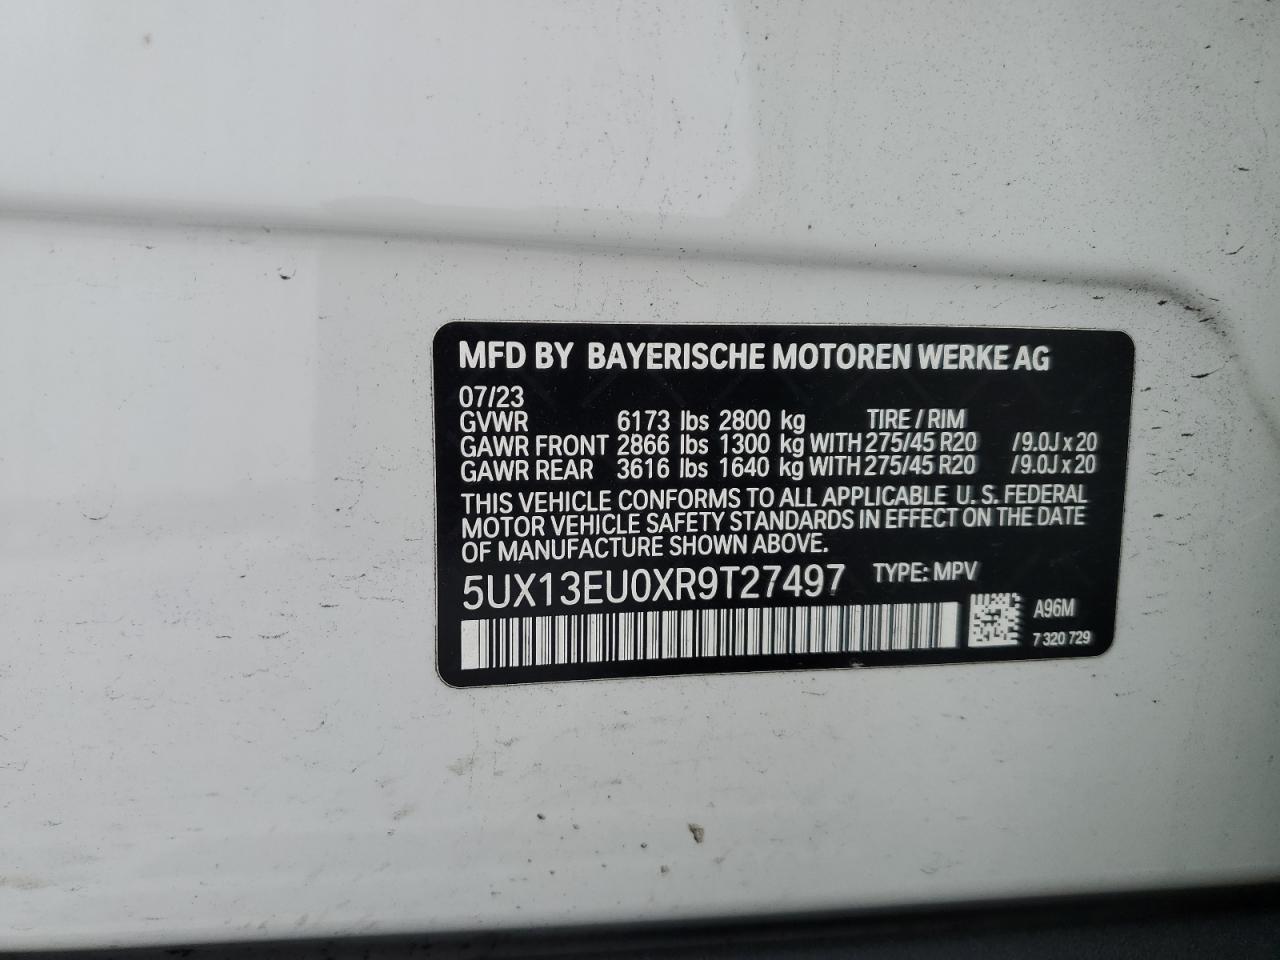 MFD BY BAYERISCHE MOTOREN WERKE AG
07/23
GVWR 6173 lbs 2800 kg TIRE / RIM
GAWR FRONT 2866 lbs 1300 kg WITH 275/45 R20 /9.0J x 20
GAWR REAR 3616 lbs 1640 kg WITH 275/45 R20 /9.0J x 20
THIS VEHICLE CONFORMS TO ALL APPLICABLE U. S. FEDERAL
MOTOR VEHICLE SAFETY STANDARDS IN EFFECT ON THE DATE
OF MANUFACTURE SHOWN ABOVE.
5UX13EU0XR9T27497 TYPE: MPV
A96M
7 320 729